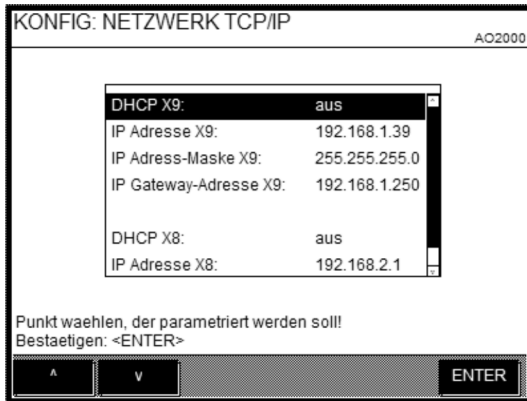 KONFIG: NETZWERK TCP/IP
AO2000
DHCP X9: aus
IP Adresse X9: 192.168.1.39
IP Adress-Maske X9: 255.255.255.0
IP Gateway-Adresse X9: 192.168.1.250
DHCP X8: aus
IP Adresse X8: 192.168.2.1
Punkt waehlen, der parametriert werden soll!
Bestaetigen: <ENTER>
^ v ENTER